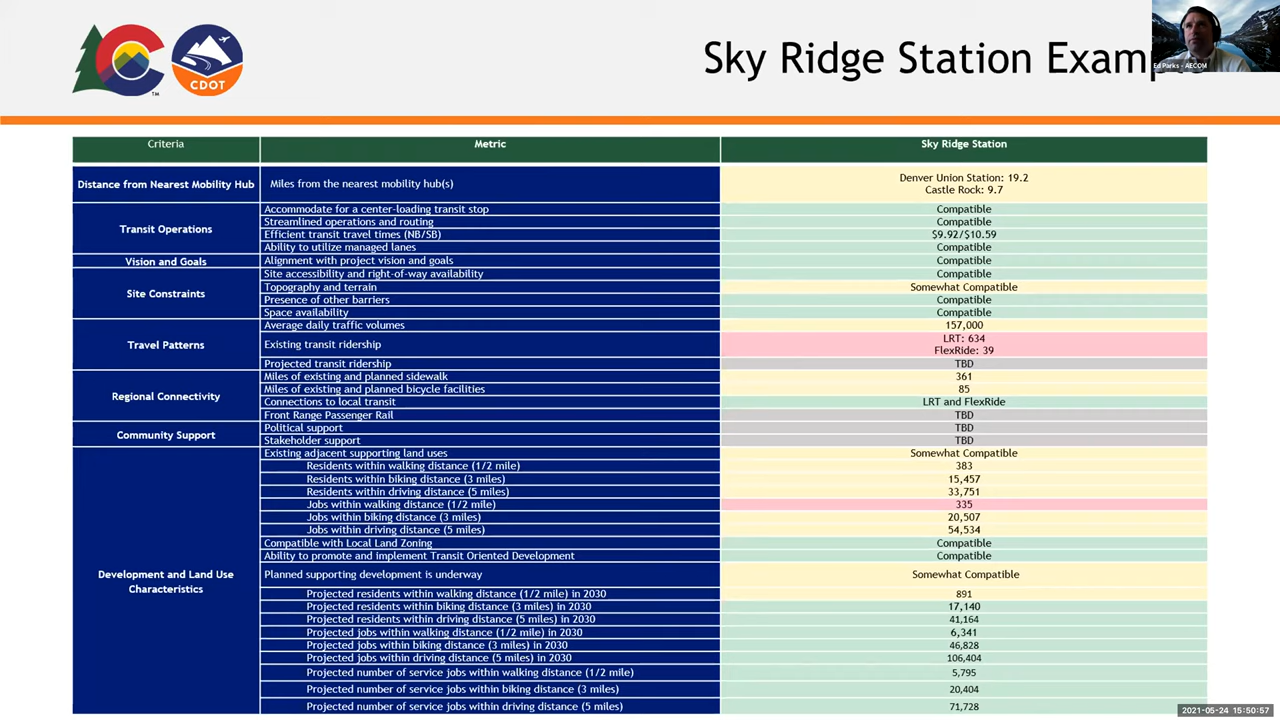 CDOT
TM
Sky Ridge Station Examp
Ed Parks - AECOM
Criteria Metric Sky Ridge Station
Distance from Nearest Mobility Hub Miles from the nearest mobility hub(s) Denver Union Station: 19.2
Castle Rock: 9.7
Transit Operations
Accommodate for a center-loading transit stop Compatible
Streamlined operations and routing Compatible
Efficient transit travel times (NB/SB) $9.92/$10.59
Ability to utilize managed lanes Compatible
Vision and Goals Alignment with project vision and goals Compatible
Site Constraints
Site accessibility and right-of-way availability Compatible
Topography and terrain Somewhat Compatible
Presence of other barriers Compatible
Space availability Compatible
Travel Patterns
Average daily traffic volumes 157,000
Existing transit ridership LRT: 634
FlexRide: 39
Projected transit ridership TBD
Regional Connectivity
Miles of existing and planned sidewalk 361
Miles of existing and planned bicycle facilities 85
Connections to local transit LRT and FlexRide
Front Range Passenger Rail TBD
Community Support
Political support TBD
Stakeholder support TBD
Development and Land Use
Characteristics
Existing adjacent supporting land uses Somewhat Compatible
Residents within walking distance (1/2 mile) 383
Residents within biking distance (3 miles) 15,457
Residents within driving distance (5 miles) 33,751
Jobs within walking distance (1/2 mile) 335
Jobs within biking distance (3 miles) 20,507
Jobs within driving distance (5 miles) 54,534
Compatible with Local Land Zoning Compatible
Ability to promote and implement Transit Oriented Development Compatible
Planned supporting development is underway Somewhat Compatible
Projected residents within walking distance (1/2 mile) in 2030 891
Projected residents within biking distance (3 miles) in 2030 17,140
Projected residents within driving distance (5 miles) in 2030 41,164
Projected jobs within walking distance (1/2 mile) in 2030 6,341
Projected jobs within biking distance (3 miles) in 2030 46,828
Projected jobs within driving distance (5 miles) in 2030 106,404
Projected number of service jobs within walking distance (1/2 mile) 5,795
Projected number of service jobs within biking distance (3 miles) 20,404
Projected number of service jobs within driving distance (5 miles) 71,728
2021-05-24 15:50:57